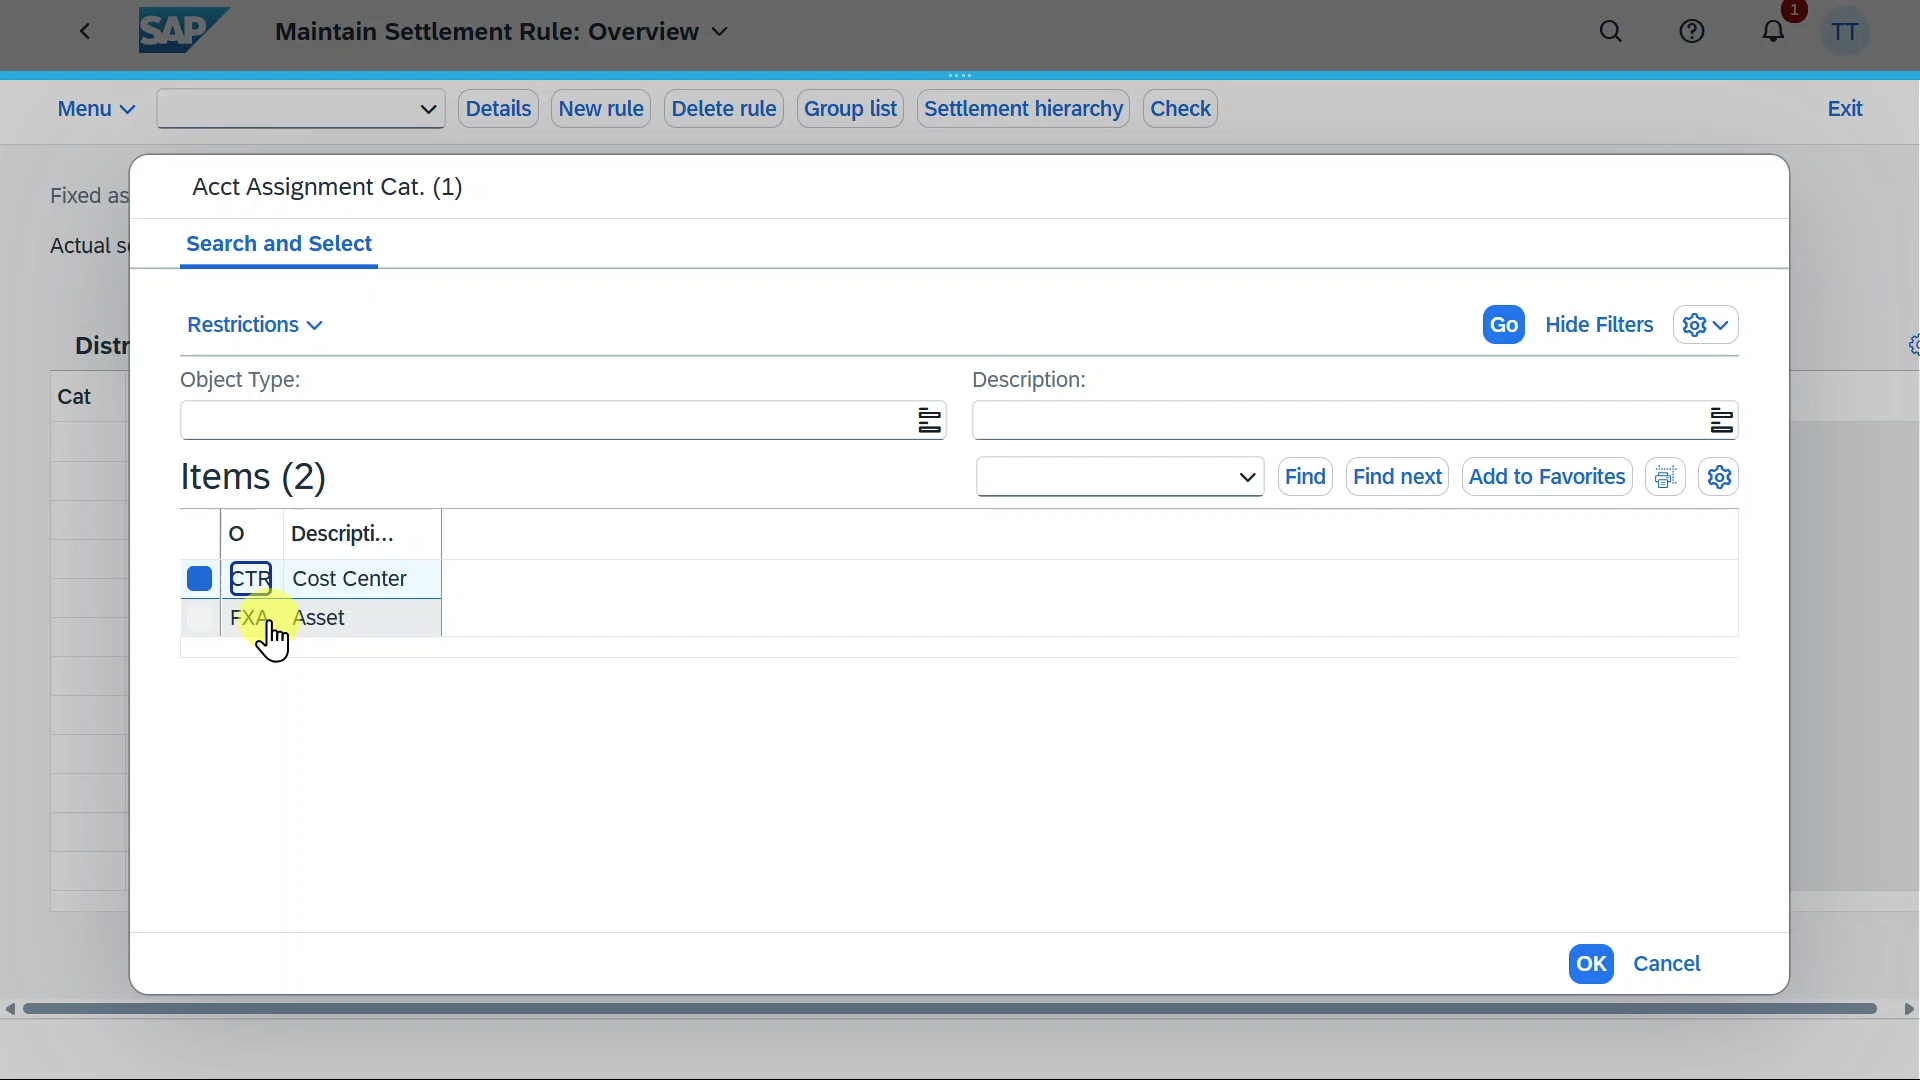 SAP Maintain Settlement Rule: Overview 1 TT
Menu Details New rule Delete rule Group list Settlement hierarchy Check Exit
Acct Assignment Cat. (1)
Fixed as
Search and Select
Actual s
Restrictions Go Hide Filters
Distr
Object Type: Description:
Cat
Items (2) Find Find next Add to Favorites
O Descripti...
CTR Cost Center
FXA Asset
OK Cancel